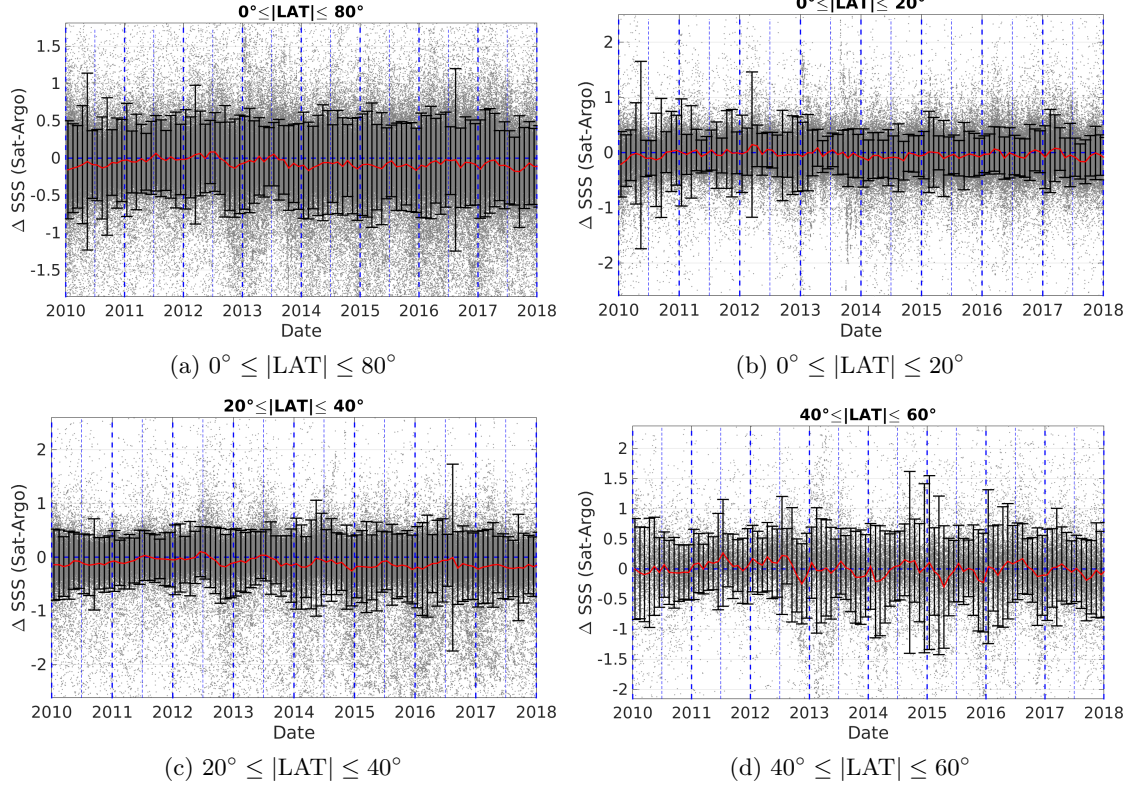 0°≤|LAT|≤ 80°
Δ SSS (Sat-Argo)
1.5
1
0.5
0
-0.5
-1
-1.5
2010 2011 2012 2013 2014 2015 2016 2017 2018
Date
(a) 0° ≤ |LAT| ≤ 80°
0°≤|LAT|≤ 20°
Δ SSS (Sat-Argo)
2
1
0
-1
-2
2010 2011 2012 2013 2014 2015 2016 2017 2018
Date
(b) 0° ≤ |LAT| ≤ 20°
20°≤|LAT|≤ 40°
Δ SSS (Sat-Argo)
2
1
0
-1
-2
2010 2011 2012 2013 2014 2015 2016 2017 2018
Date
(c) 20° ≤ |LAT| ≤ 40°
40°≤|LAT|≤ 60°
Δ SSS (Sat-Argo)
2
1.5
1
0.5
0
-0.5
-1
-1.5
-2
2010 2011 2012 2013 2014 2015 2016 2017 2018
Date
(d) 40° ≤ |LAT| ≤ 60°